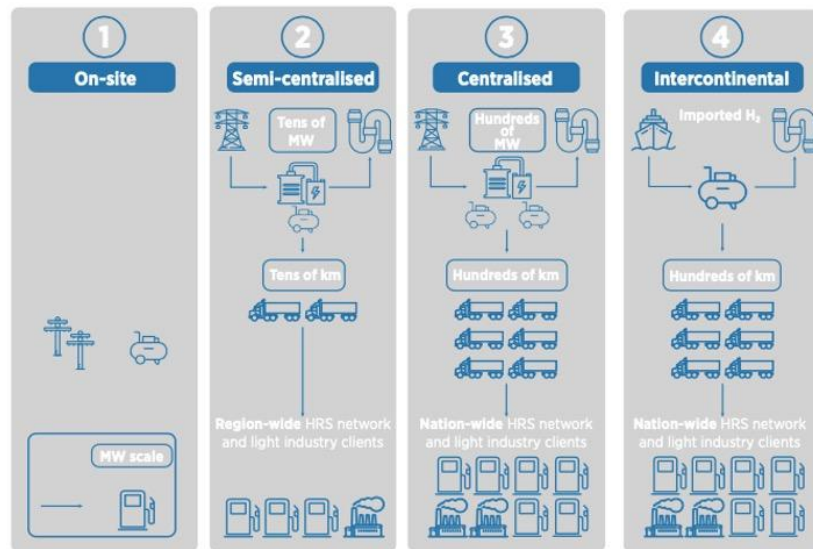 1
On-site
MW scale
2
Semi-centralised
Tens of
MW
Tens of km
Region-wide HRS network
and light industry clients
3
Centralised
Hundreds
of
MW
Hundreds of km
Nation-wide HRS network
and light industry clients
4
Intercontinental
Imported H₂
Hundreds of km
Nation-wide HRS network
and light industry clients